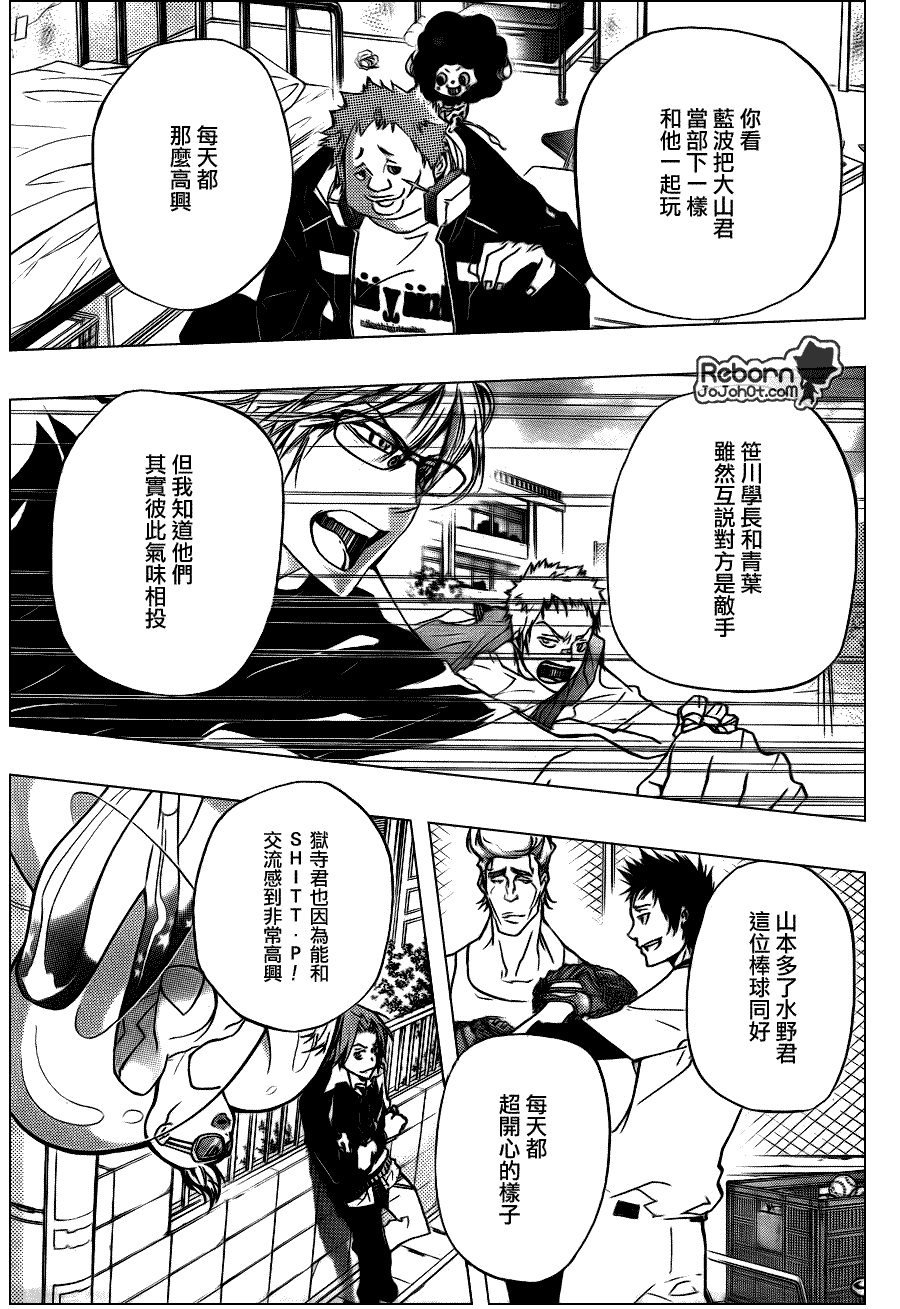 你看
藍波把大山君
當部下一樣
和他一起玩
每天都
那麼高興
Reborn
JoJoHOt.com
笹川學長和青葉
雖然互説對方是敵手
但我知道他們
其實彼此氣味相投
山本多了水野君
這位棒球同好
每天都
超開心的樣子
獄寺君也因為能和
SHITT·P!
交流感到非常高興